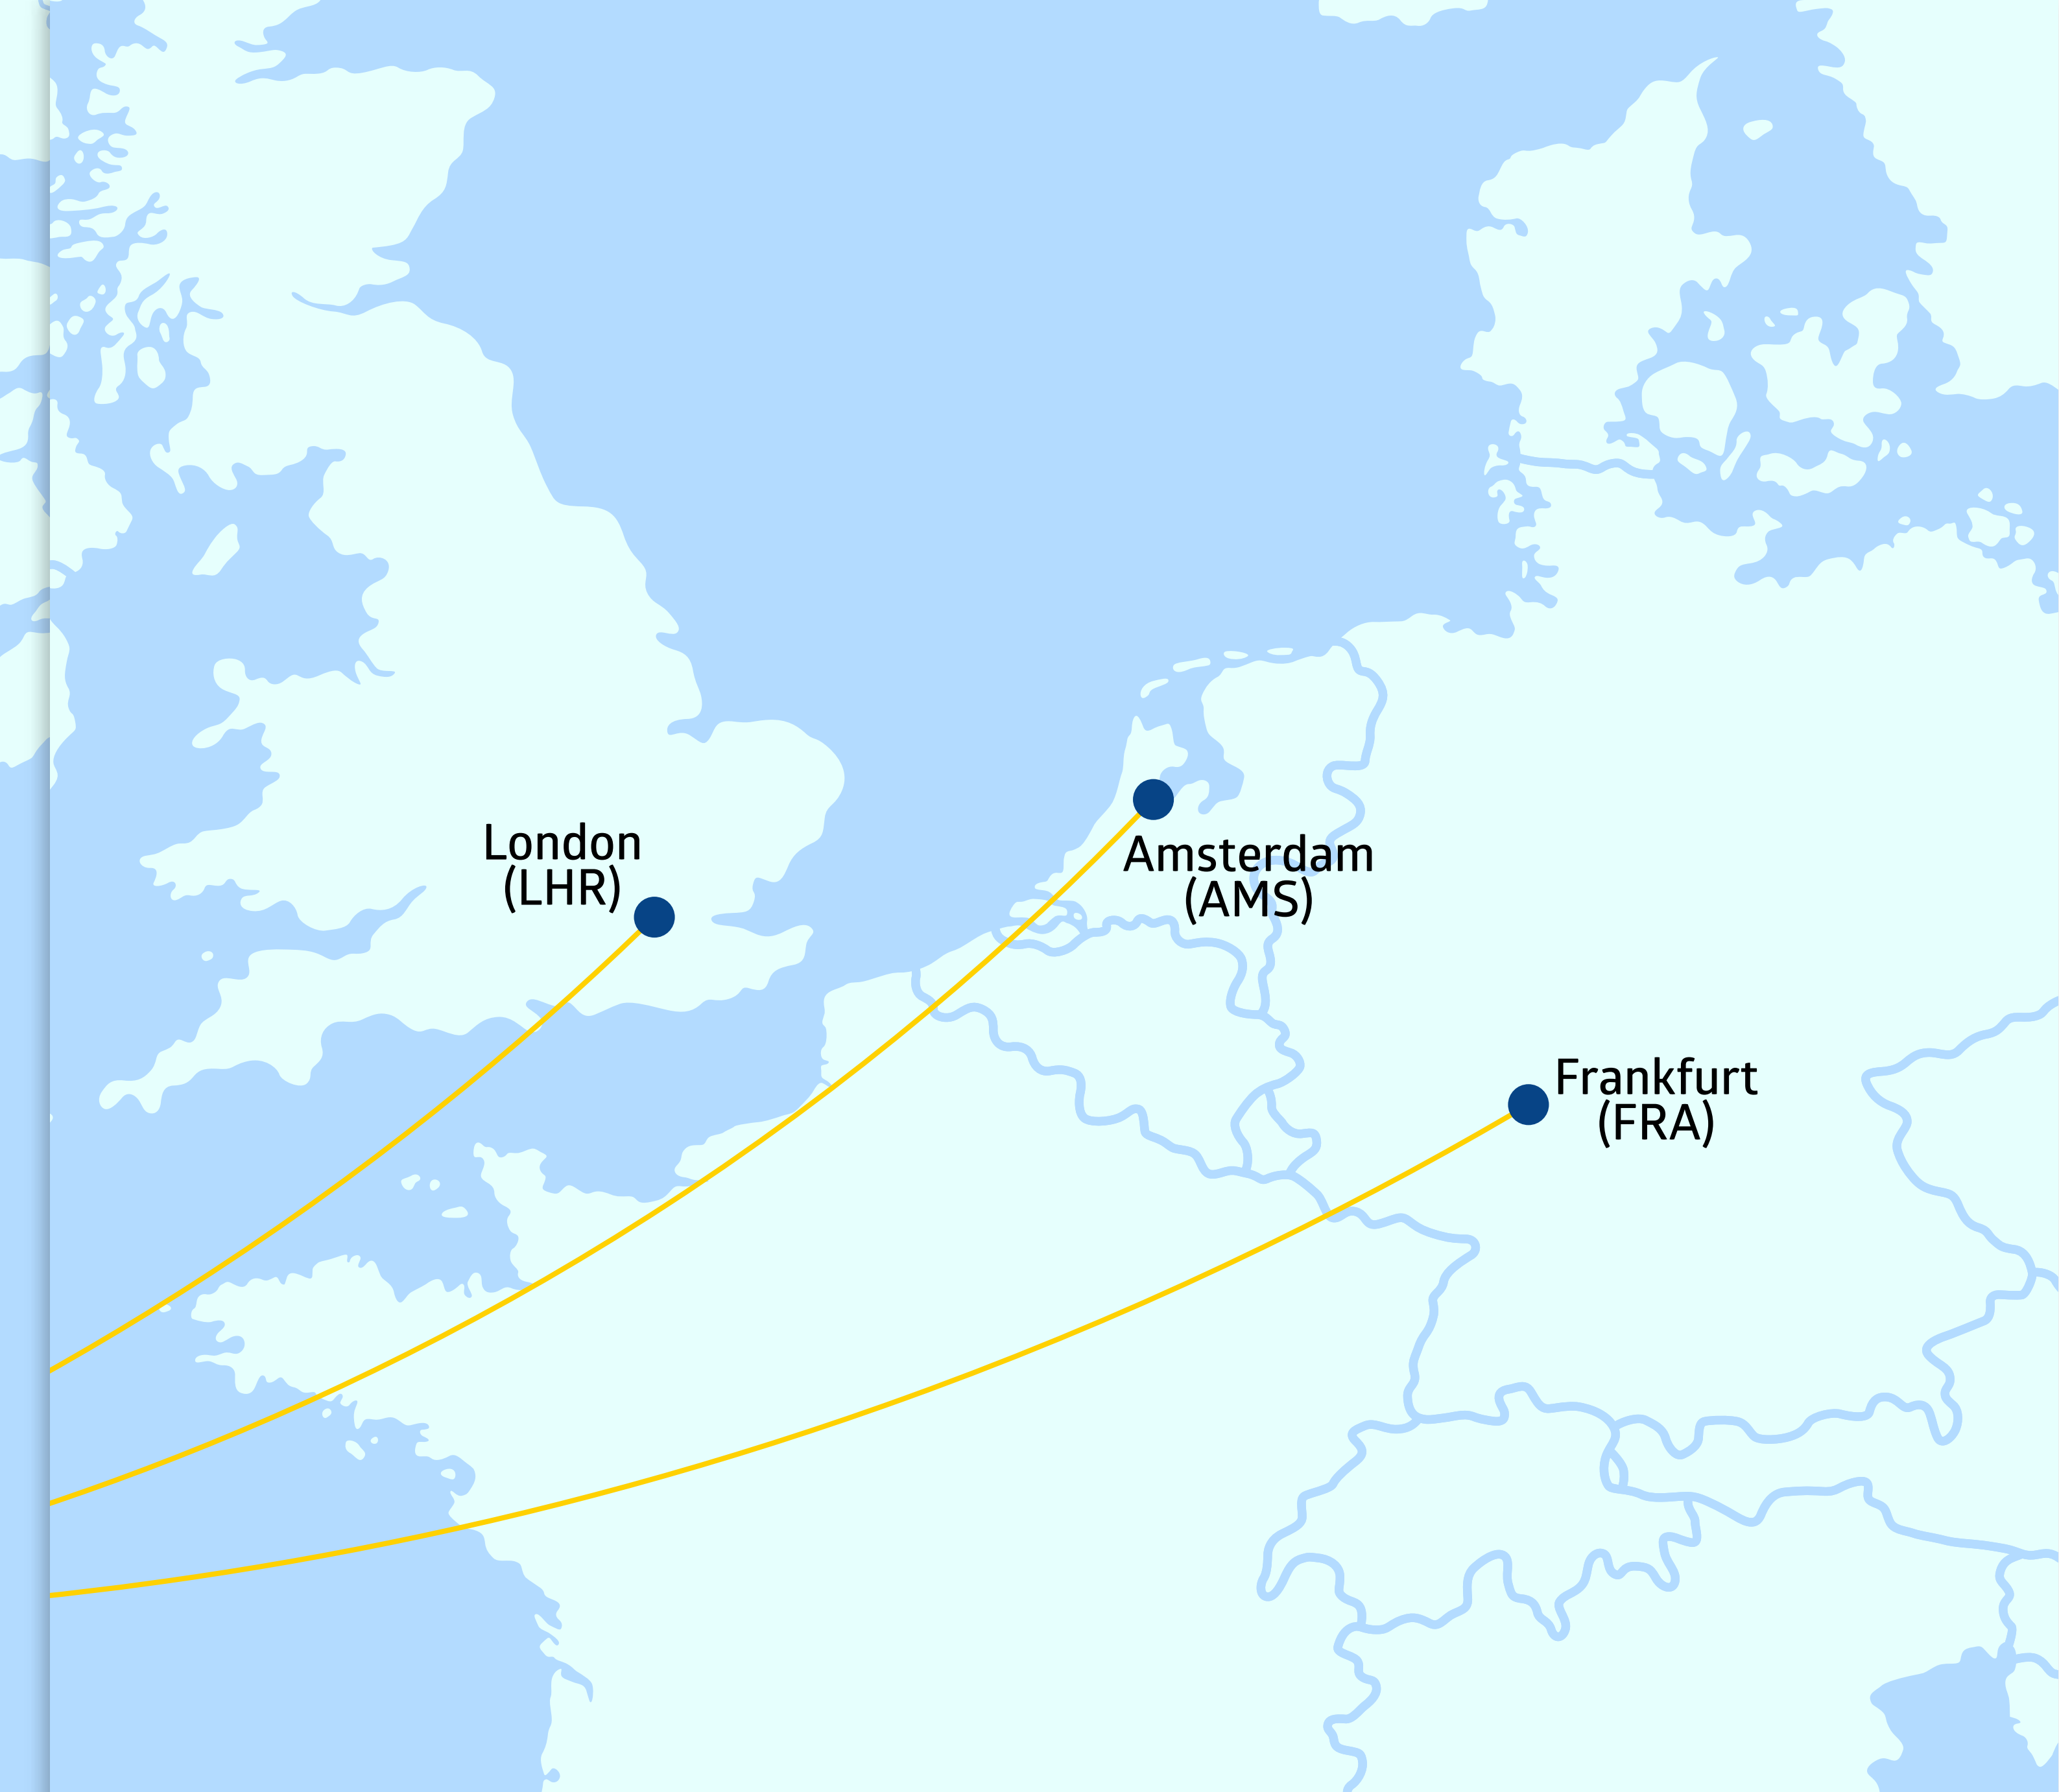 London
(LHR)
Amsterdam
(AMS)
Frankfurt
(FRA)